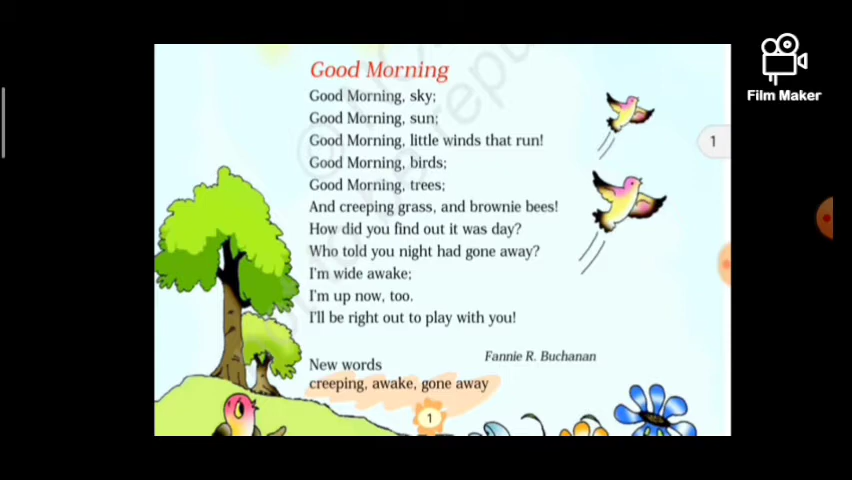 Film Maker
1
Good Morning
Good Morning, sky;
Good Morning, sun;
Good Morning, little winds that run!
Good Morning, birds;
Good Morning, trees;
And creeping grass, and brownie bees!
How did you find out it was day?
Who told you night had gone away?
I'm wide awake;
I'm up now, too.
I'll be right out to play with you!
Fannie R. Buchanan
New words
creeping, awake, gone away
1